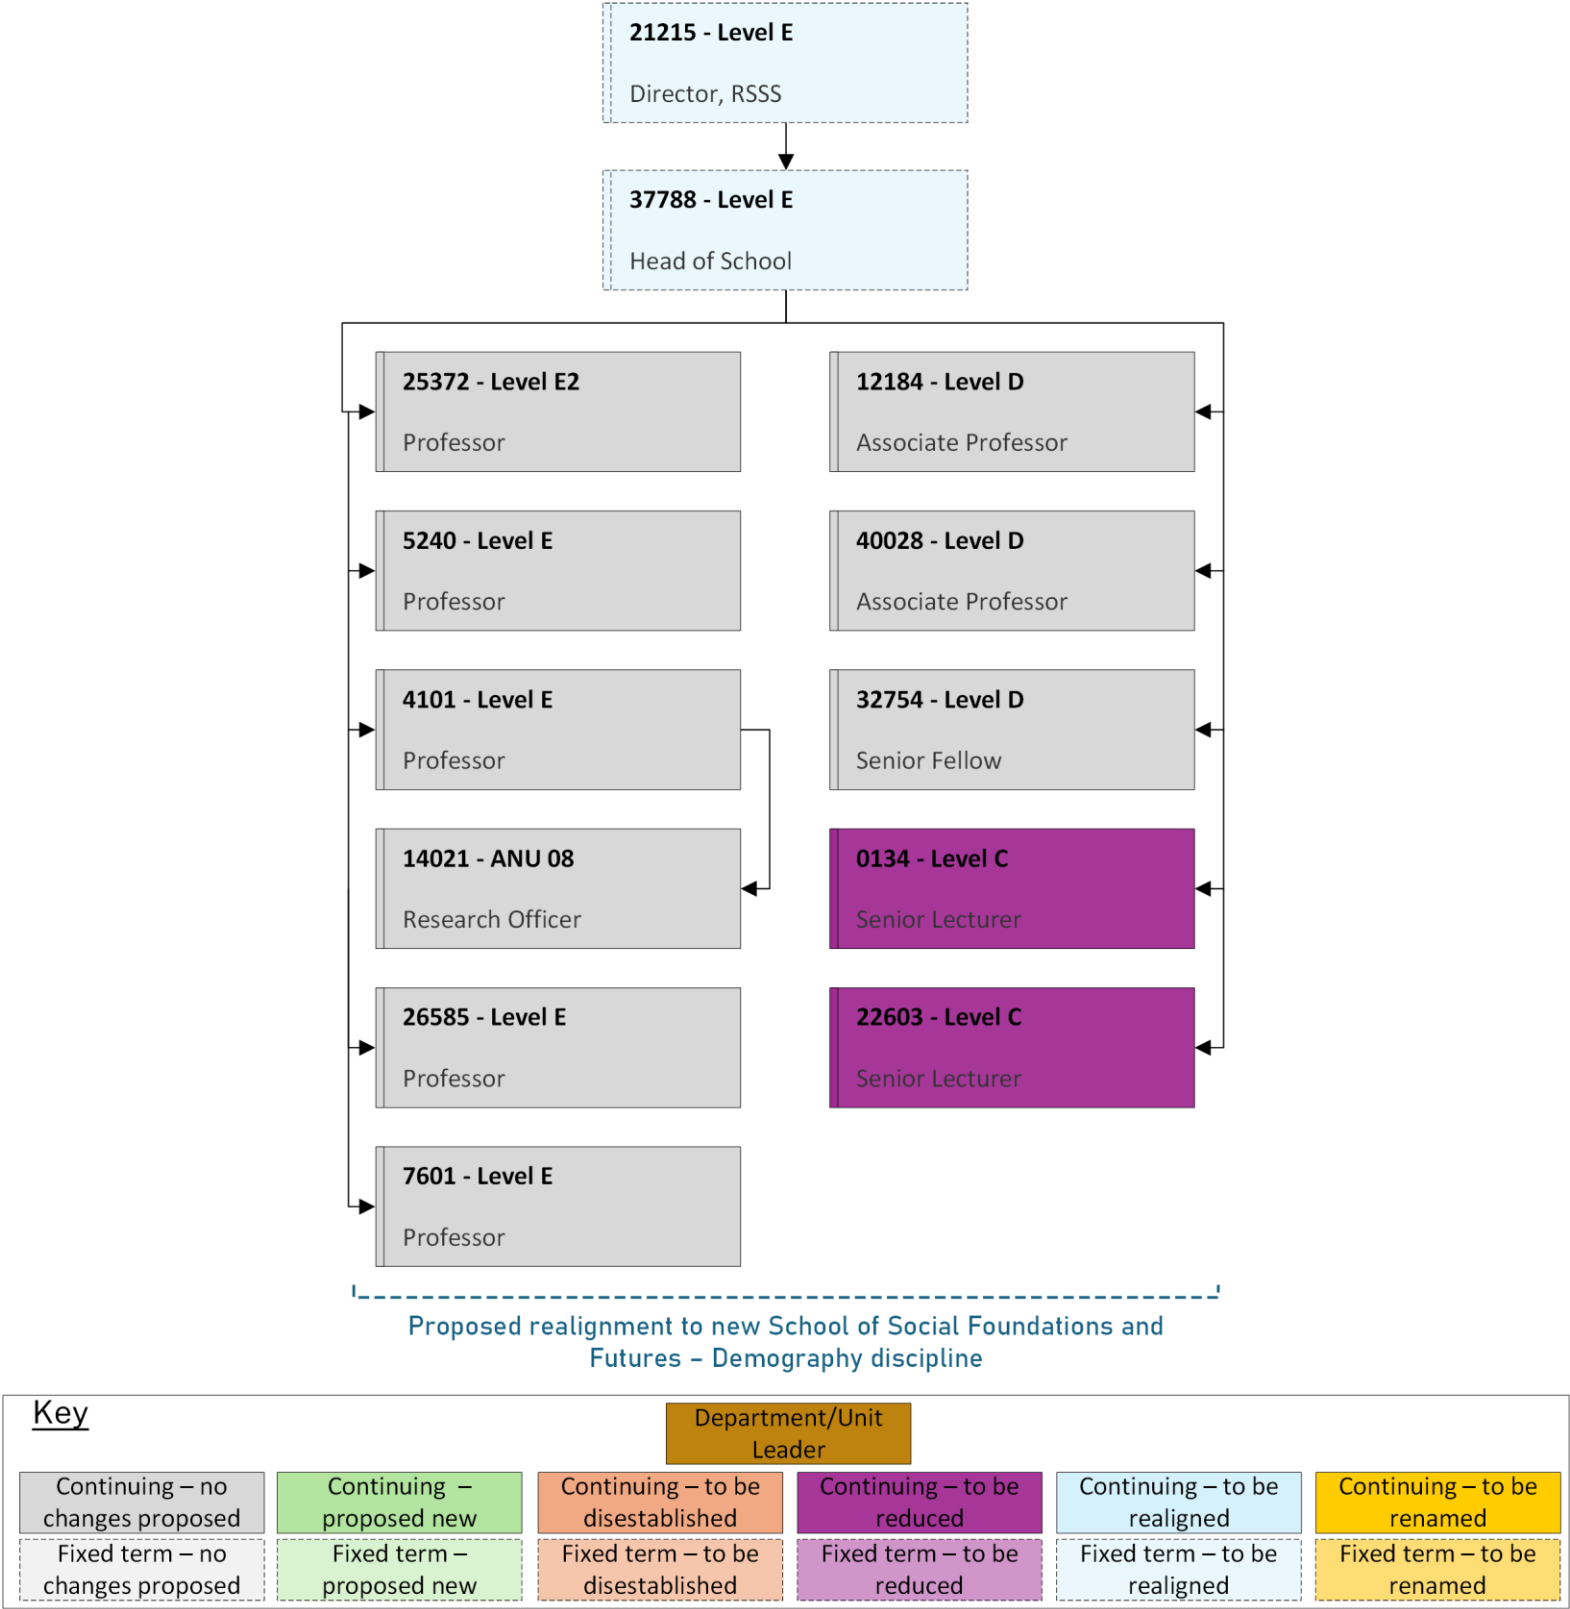 21215 - Level E
Director, RSSS
37788 - Level E
Head of School
25372 - Level E2
Professor
12184 - Level D
Associate Professor
5240 - Level E
Professor
40028 - Level D
Associate Professor
4101 - Level E
Professor
32754 - Level D
Senior Fellow
14021 - ANU 08
Research Officer
0134 - Level C
Senior Lecturer
26585 - Level E
Professor
22603 - Level C
Senior Lecturer
7601 - Level E
Professor
Proposed realignment to new School of Social Foundations and
Futures – Demography discipline
Key
Department/Unit
Leader
Continuing – no
changes proposed
Continuing –
proposed new
Continuing – to be
disestablished
Continuing – to be
reduced
Continuing – to be
realigned
Continuing – to be
renamed
Fixed term – no
changes proposed
Fixed term –
proposed new
Fixed term – to be
disestablished
Fixed term – to be
reduced
Fixed term – to be
realigned
Fixed term – to be
renamed